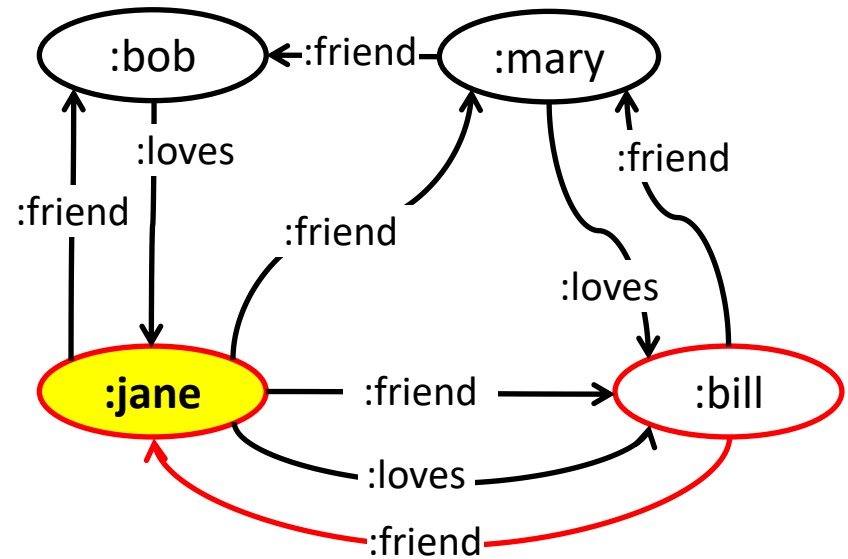 :bob
:friend
:mary
:loves
:friend
:friend
:friend
:loves
:jane
:friend
:bill
:loves
:friend